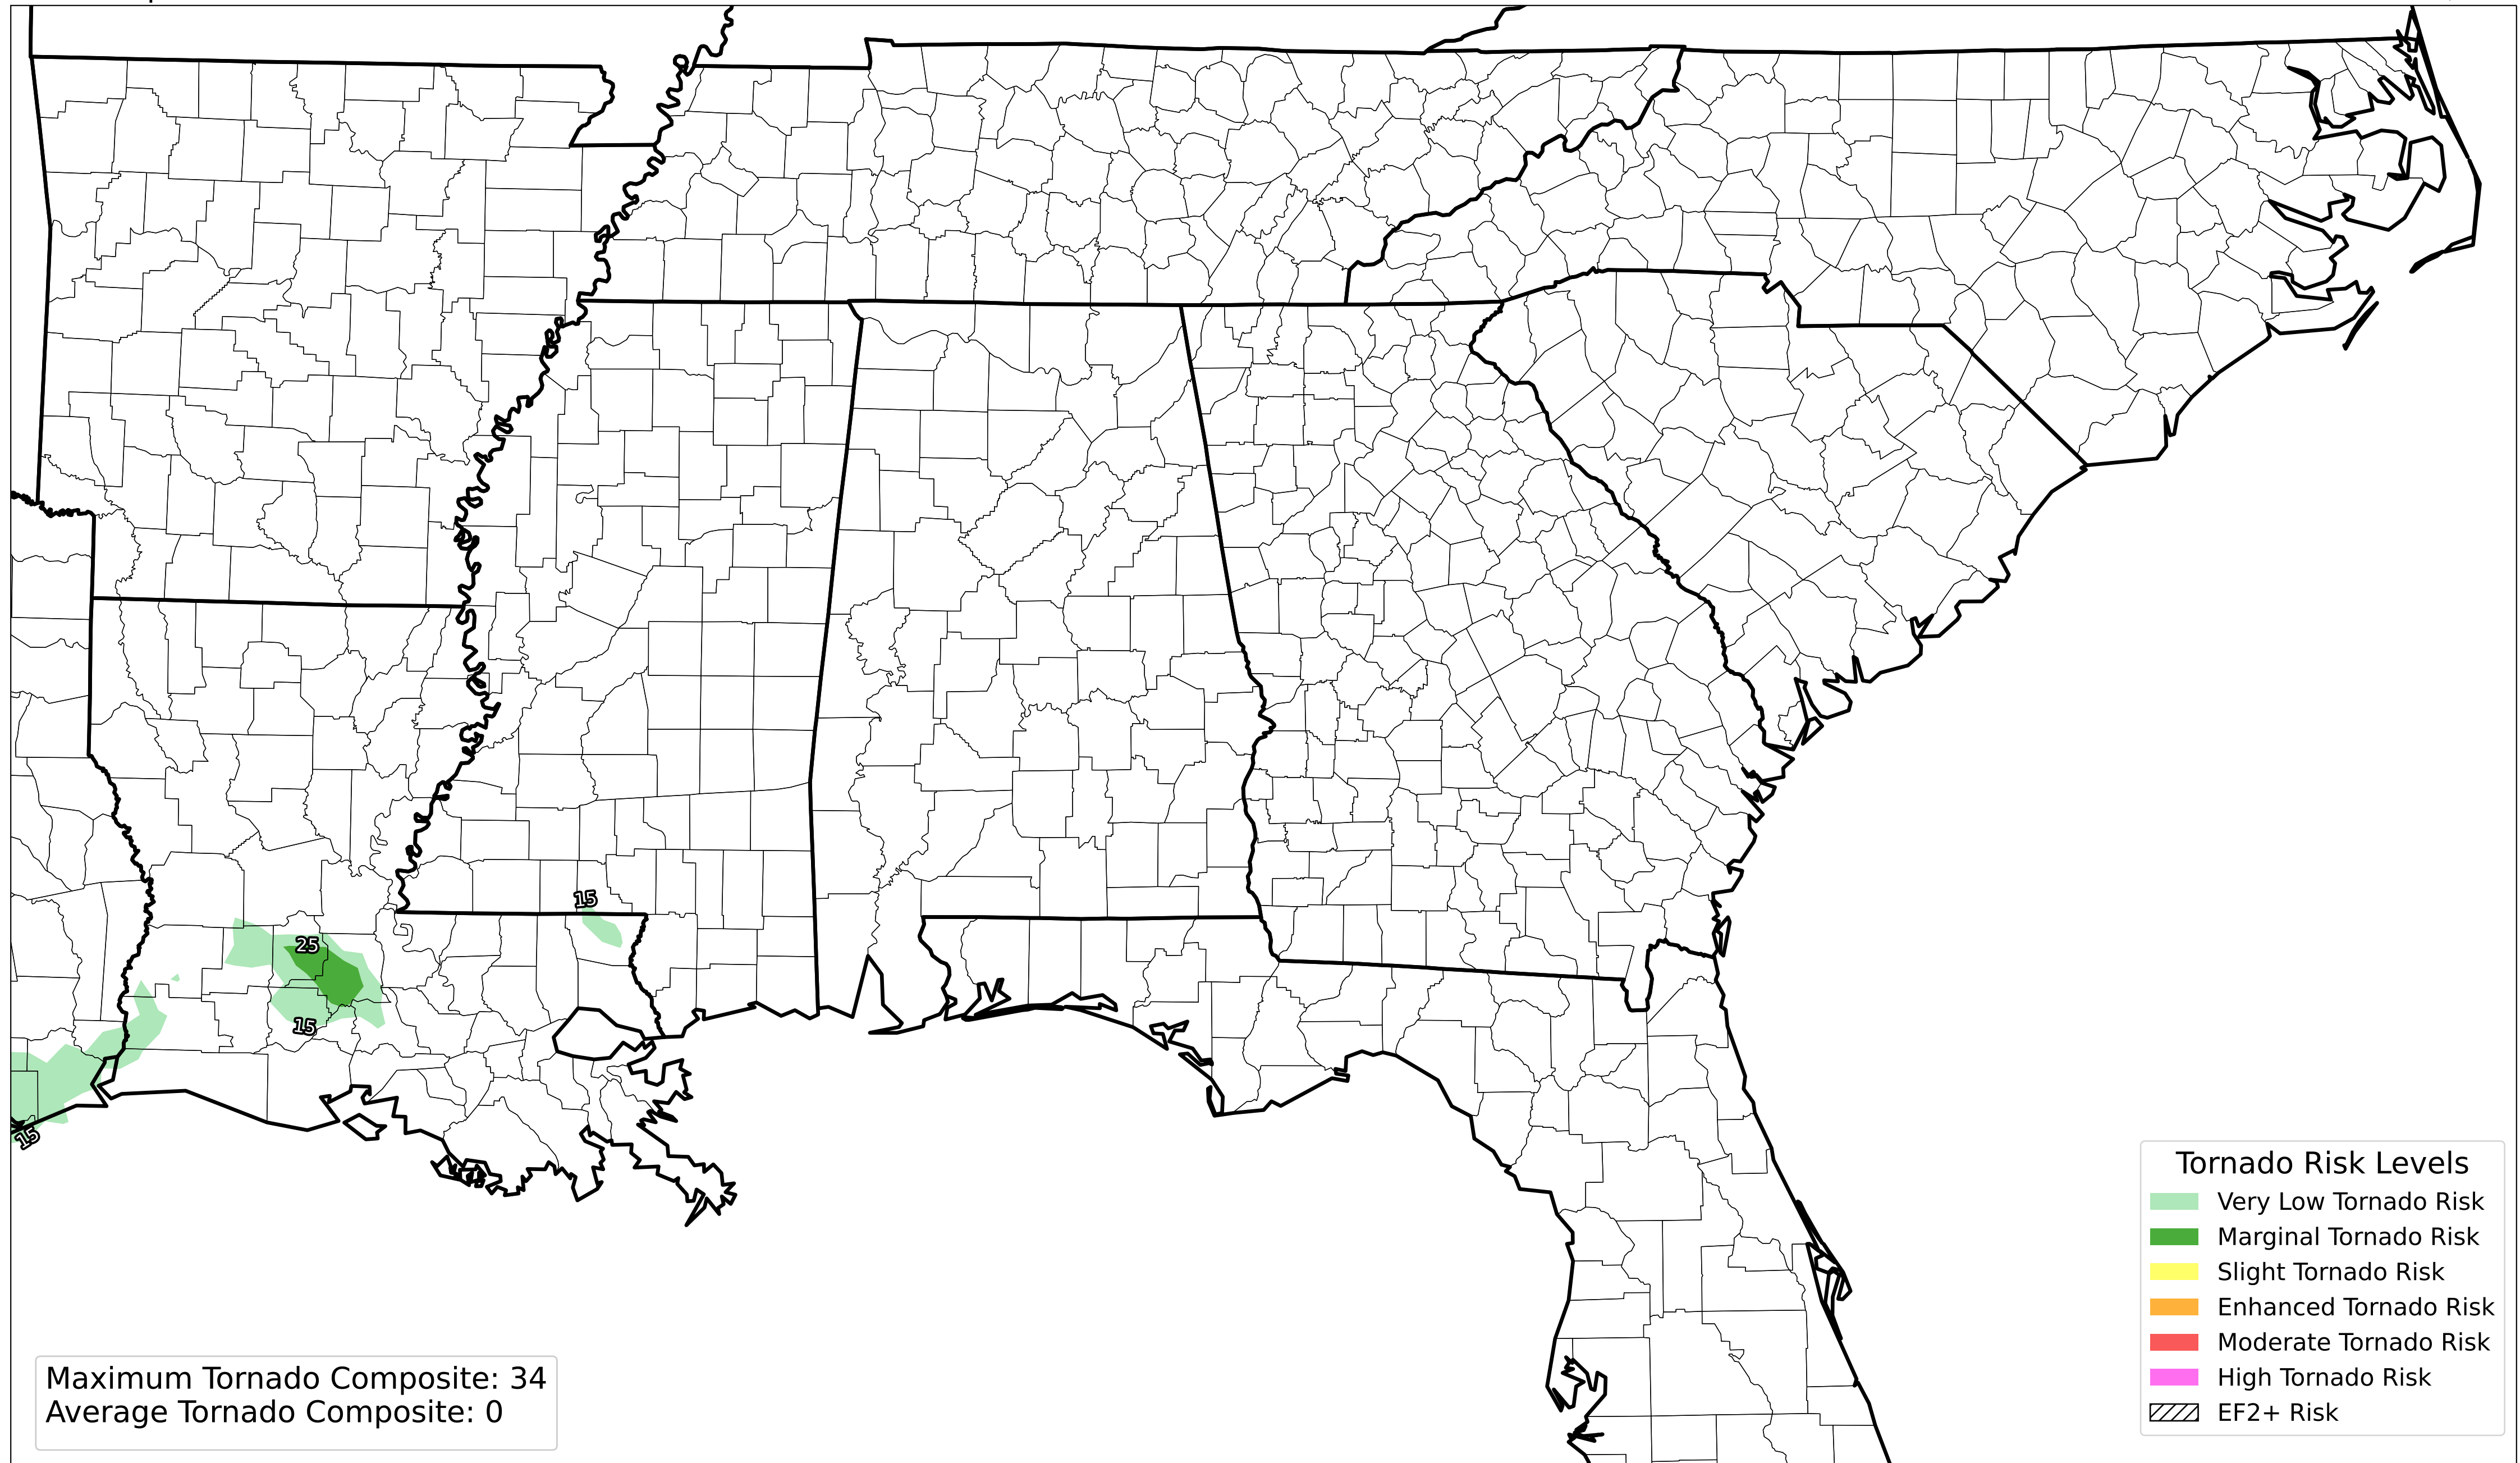 15
25
15
15
Tornado Risk Levels
Very Low Tornado Risk
Marginal Tornado Risk
Slight Tornado Risk
Enhanced Tornado Risk
Moderate Tornado Risk
High Tornado Risk
EF2+ Risk
Maximum Tornado Composite: 34
Average Tornado Composite: 0